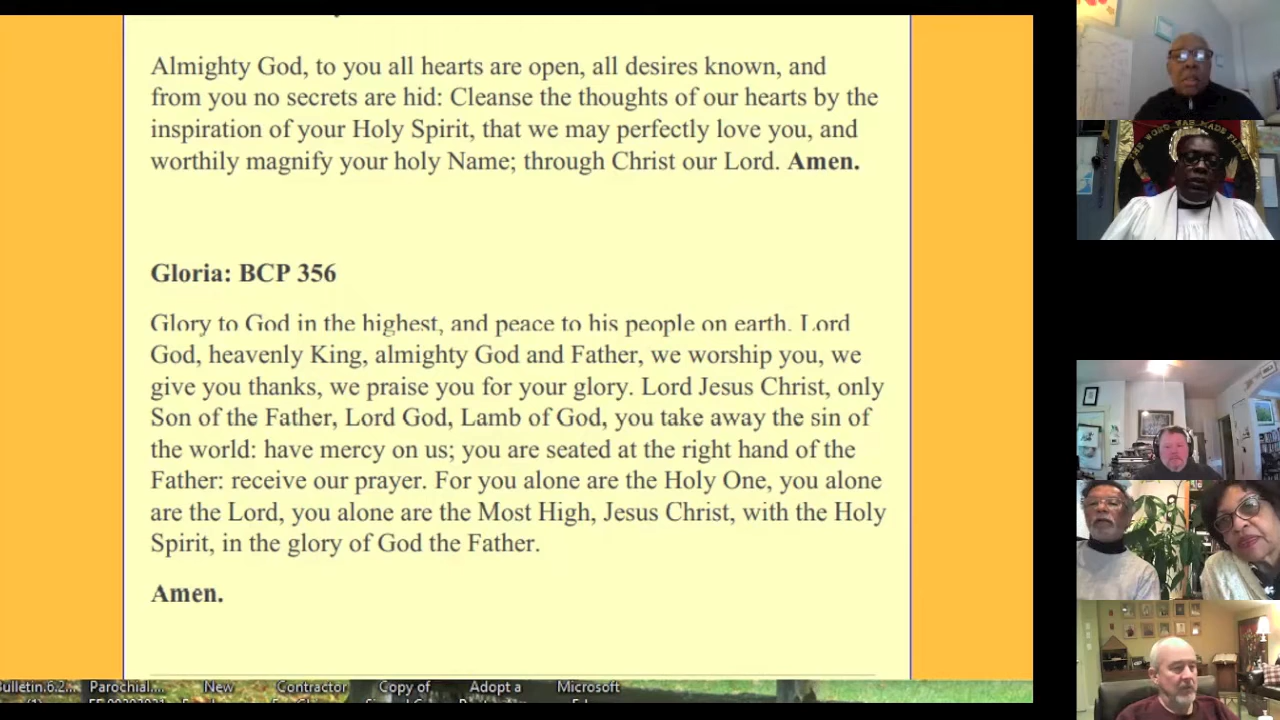 Almighty God, to you all hearts are open, all desires known, and
from you no secrets are hid: Cleanse the thoughts of our hearts by the
inspiration of your Holy Spirit, that we may perfectly love you, and
worthily magnify your holy Name; through Christ our Lord. Amen.
Gloria: BCP 356
Glory to God in the highest, and peace to his people on earth. Lord
God, heavenly King, almighty God and Father, we worship you, we
give you thanks, we praise you for your glory. Lord Jesus Christ, only
Son of the Father, Lord God, Lamb of God, you take away the sin of
the world: have mercy on us; you are seated at the right hand of the
Father: receive our prayer. For you alone are the Holy One, you alone
are the Lord, you alone are the Most High, Jesus Christ, with the Holy
Spirit, in the glory of God the Father.
Amen.
ulletin.6.2... Parochial.... New Contractor Copy of Adopt a Microsoft
THE WORD WAS MADE FLESH